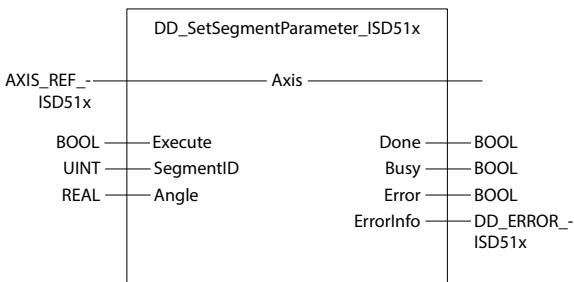 DD_SetSegmentParameter_ISD51x
AXIS_REF_-
ISD51x
Axis
BOOL Execute Done BOOL
UINT SegmentID Busy BOOL
REAL Angle Error BOOL
ErrorInfo DD_ERROR_-
ISD51x